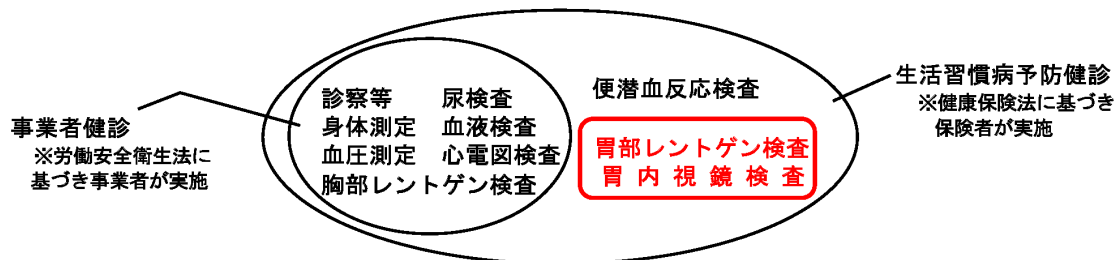 事業者健診
※労働安全衛生法に
基づき事業者が実施
診察等 尿検査
身体測定 血液検査
血圧測定 心電図検査
胸部レントゲン検査
便潜血反応検査
胃部レントゲン検査
胃内視鏡検査
生活習慣病予防健診
※健康保険法に基づき
保険者が実施